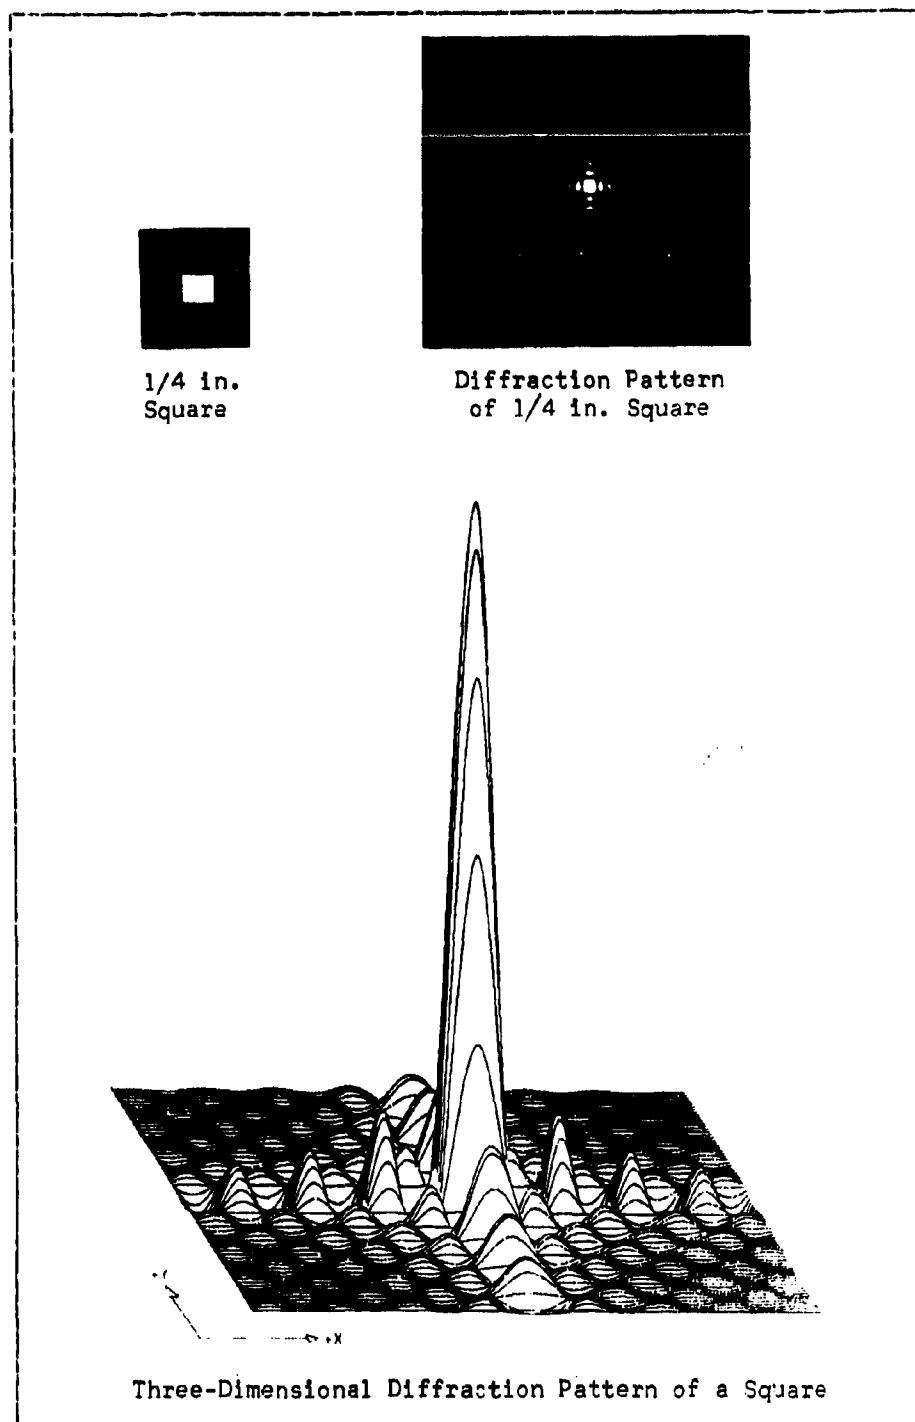 1/4 in.
Square
Diffraction Pattern
of 1/4 in. Square
+X
Three-Dimensional Diffraction Pattern of a Square